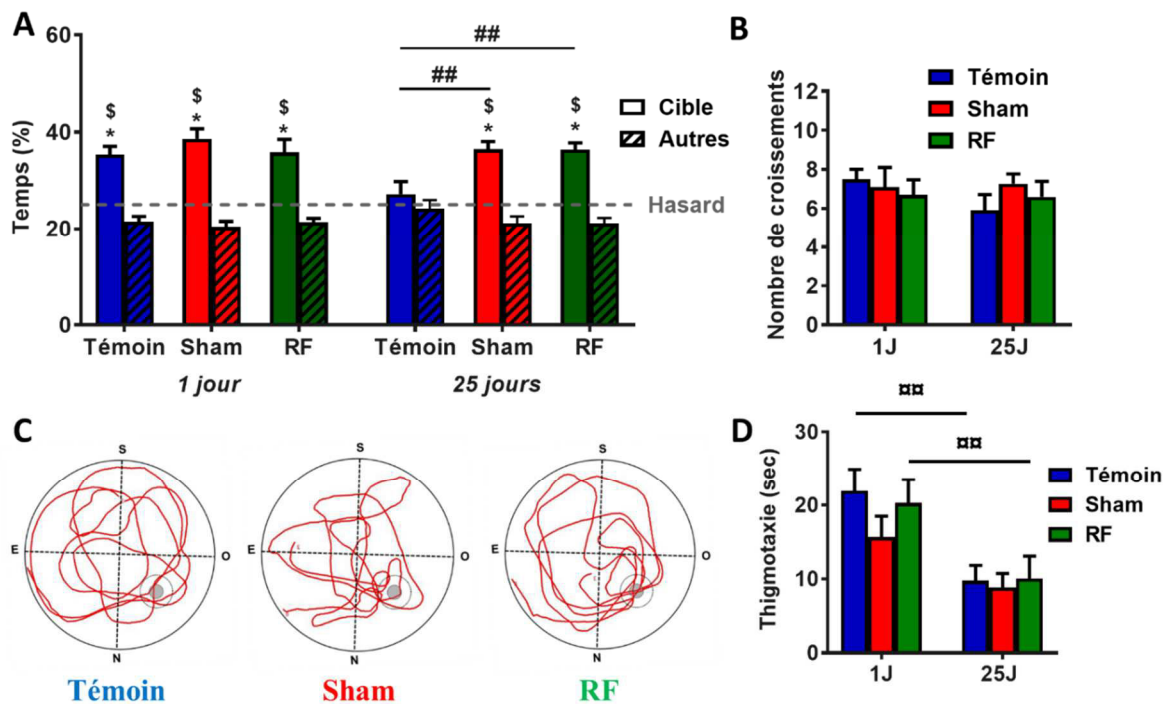 A
60
40
20
0
Temps (%)
##
##
$
*
$
*
$
*
$
*
$
*
Cible
Autres
Hasard
Témoin Sham RF Témoin Sham RF
1 jour 25 jours
B
Témoin
Sham
RF
12
10
8
6
4
2
0
Nombre de croissements
1J 25J
C
S
E
O
N
Témoin
S
E
O
N
Sham
S
E
O
N
RF
D
¤¤
¤¤
30
20
10
0
Thigmotaxie (sec)
Témoin
Sham
RF
1J 25J